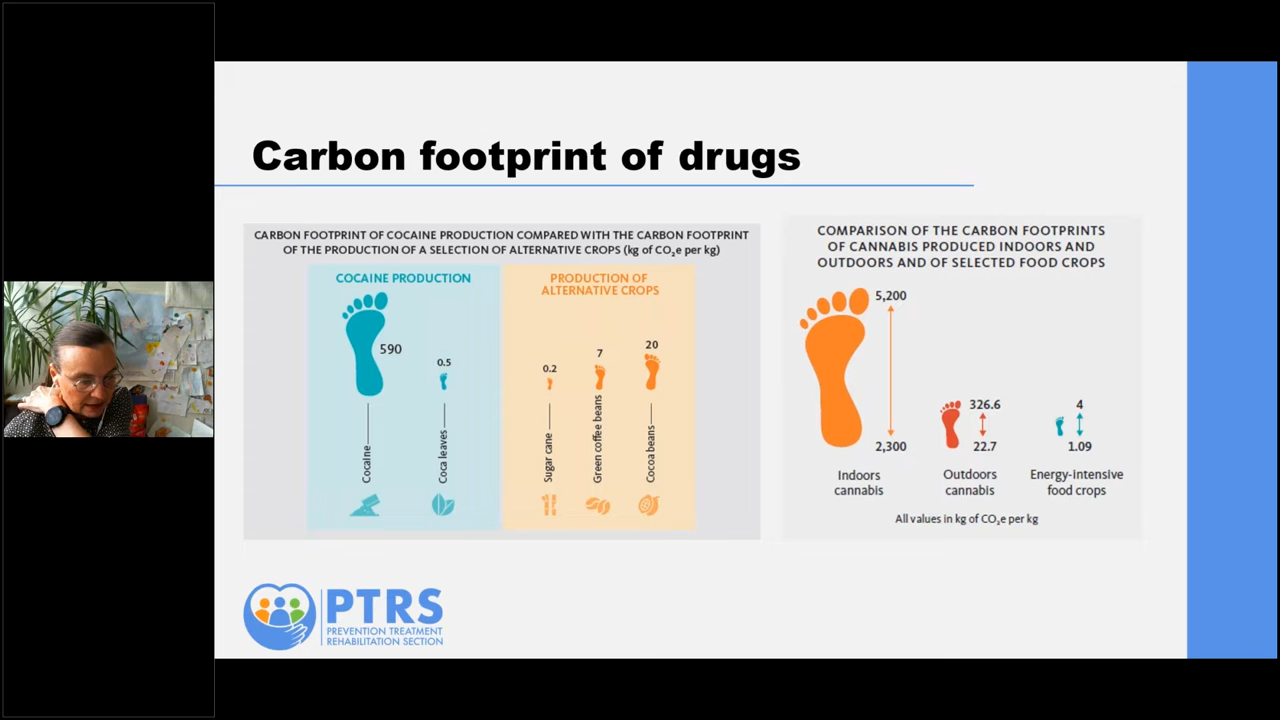 Carbon footprint of drugs
CARBON FOOTPRINT OF COCAINE PRODUCTION COMPARED WITH THE CARBON FOOTPRINT
OF THE PRODUCTION OF A SELECTION OF ALTERNATIVE CROPS (kg of CO₂e per kg)
COCAINE PRODUCTION
590
0.5
Cocaine
Coca leaves
PRODUCTION OF
ALTERNATIVE CROPS
0.2
7
20
Sugar cane
Green coffee beans
Cocoa beans
COMPARISON OF THE CARBON FOOTPRINTS
OF CANNABIS PRODUCED INDOORS AND
OUTDOORS AND OF SELECTED FOOD CROPS
5,200
2,300
Indoors
cannabis
326.6
22.7
Outdoors
cannabis
4
1.09
Energy-intensive
food crops
All values in kg of CO₂e per kg
PTRS
PREVENTION TREATMENT
REHABILITATION SECTION